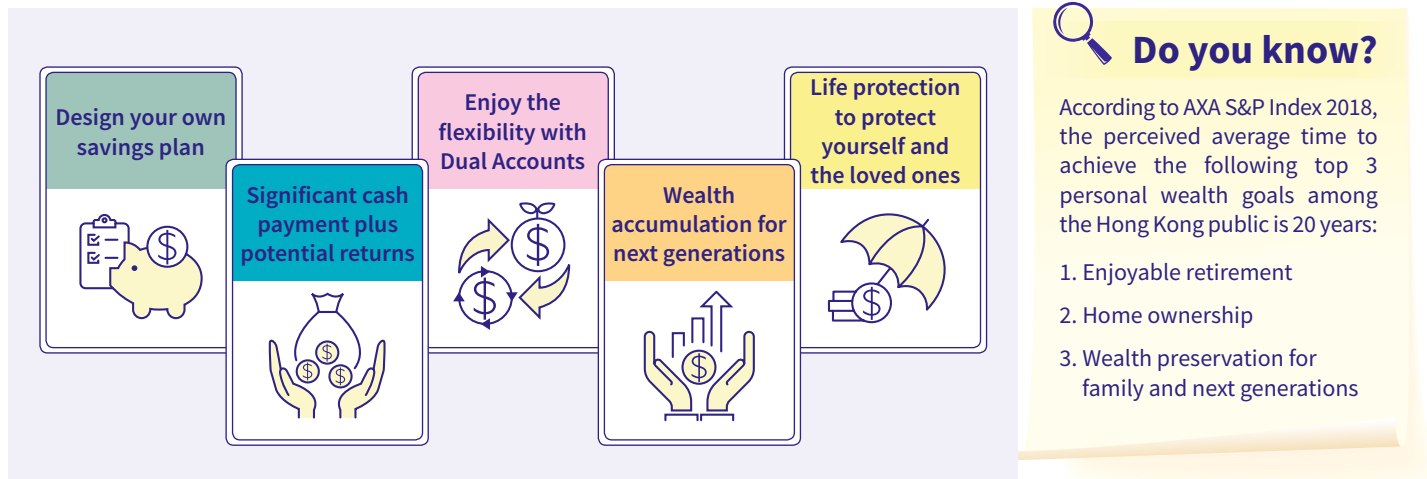 Design your own
savings plan
Significant cash
payment plus
potential returns
Enjoy the
flexibility with
Dual Accounts
Wealth
accumulation for
next generations
Life protection
to protect
yourself and
the loved ones
Do you know?
According to AXA S&P Index 2018,
the perceived average time to
achieve the following top 3
personal wealth goals among
the Hong Kong public is 20 years:
1. Enjoyable retirement
2. Home ownership
3. Wealth preservation for
family and next generations